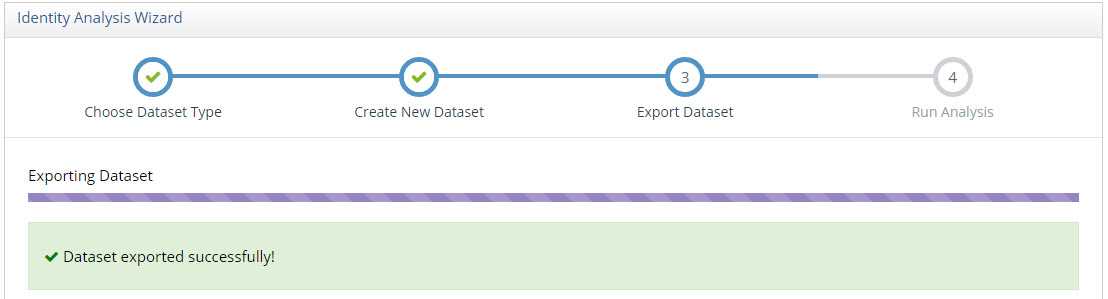 Identity Analysis Wizard
3
4
Choose Dataset Type
Create New Dataset
Export Dataset
Run Analysis
Exporting Dataset
Dataset exported successfully!